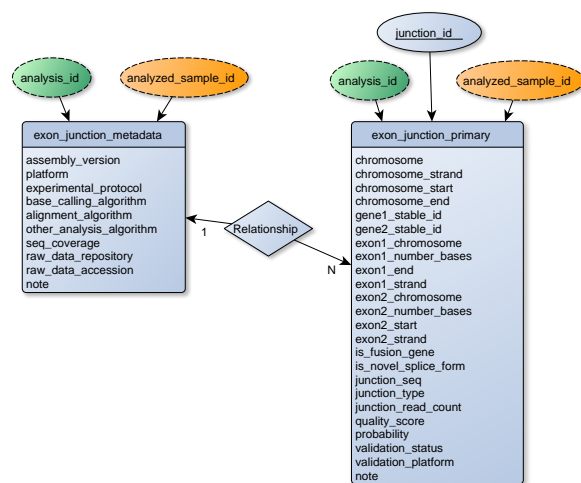 junction_id
analysis_id
analyzed_sample_id
analysis_id
analyzed_sample_id
exon_junction_metadata
assembly_version
platform
experimental_protocol
base_calling_algorithm
alignment_algorithm
other_analysis_algorithm
seq_coverage
raw_data_repository
raw_data_accession
note
1
Relationship
N
exon_junction_primary
chromosome
chromosome_strand
chromosome_start
chromosome_end
gene1_stable_id
gene2_stable_id
exon1_chromosome
exon1_number_bases
exon1_end
exon1_strand
exon2_chromosome
exon2_number_bases
exon2_start
exon2_strand
is_fusion_gene
is_novel_splice_form
junction_seq
junction_type
junction_read_count
quality_score
probability
validation_status
validation_platform
note